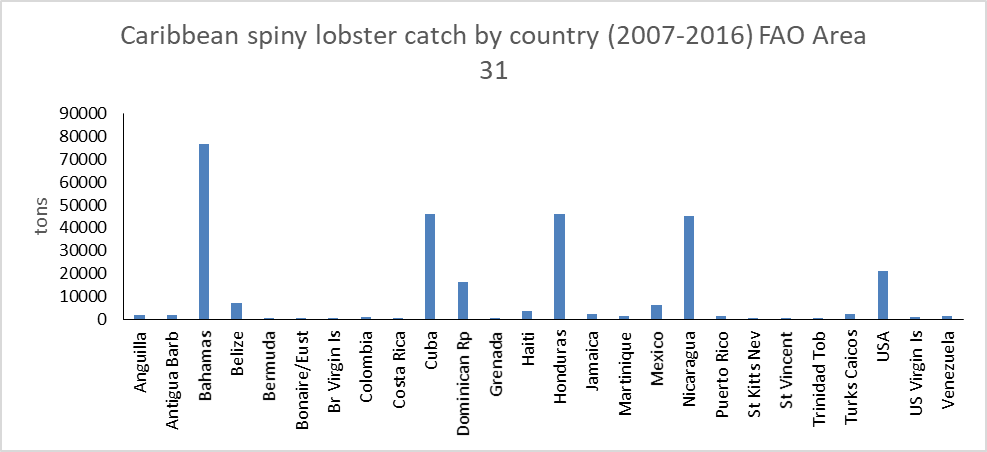 Caribbean spiny lobster catch by country (2007-2016) FAO Area
31
90000
80000
70000
60000
50000
40000
30000
20000
10000
0
tons
Anguilla
Antigua Barb
Bahamas
Belize
Bermuda
Bonaire/Eust
Br Virgin Is
Colombia
Costa Rica
Cuba
Dominican Rp
Grenada
Haiti
Honduras
Jamaica
Martinique
Mexico
Nicaragua
Puerto Rico
St Kitts Nev
St Vincent
Trinidad Tob
Turks Caicos
USA
US Virgin Is
Venezuela